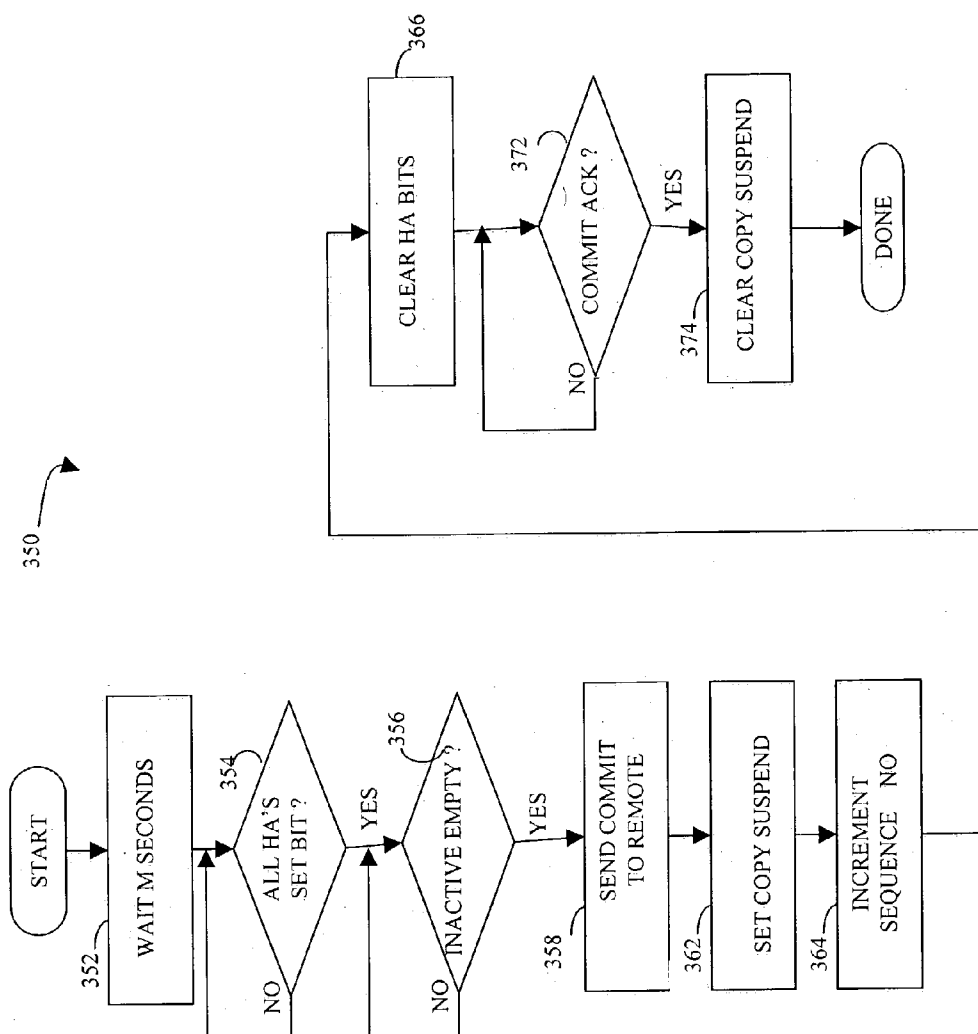 350
START
WAIT M SECONDS
352
ALL HA'S
SET BIT ?
354
NO
YES
INACTIVE EMPTY ?
356
NO
YES
SEND COMMIT
TO REMOTE
358
SET COPY SUSPEND
362
INCREMENT
SEQUENCE NO
364
CLEAR HA BITS
366
COMMIT ACK ?
372
NO
YES
CLEAR COPY SUSPEND
374
DONE